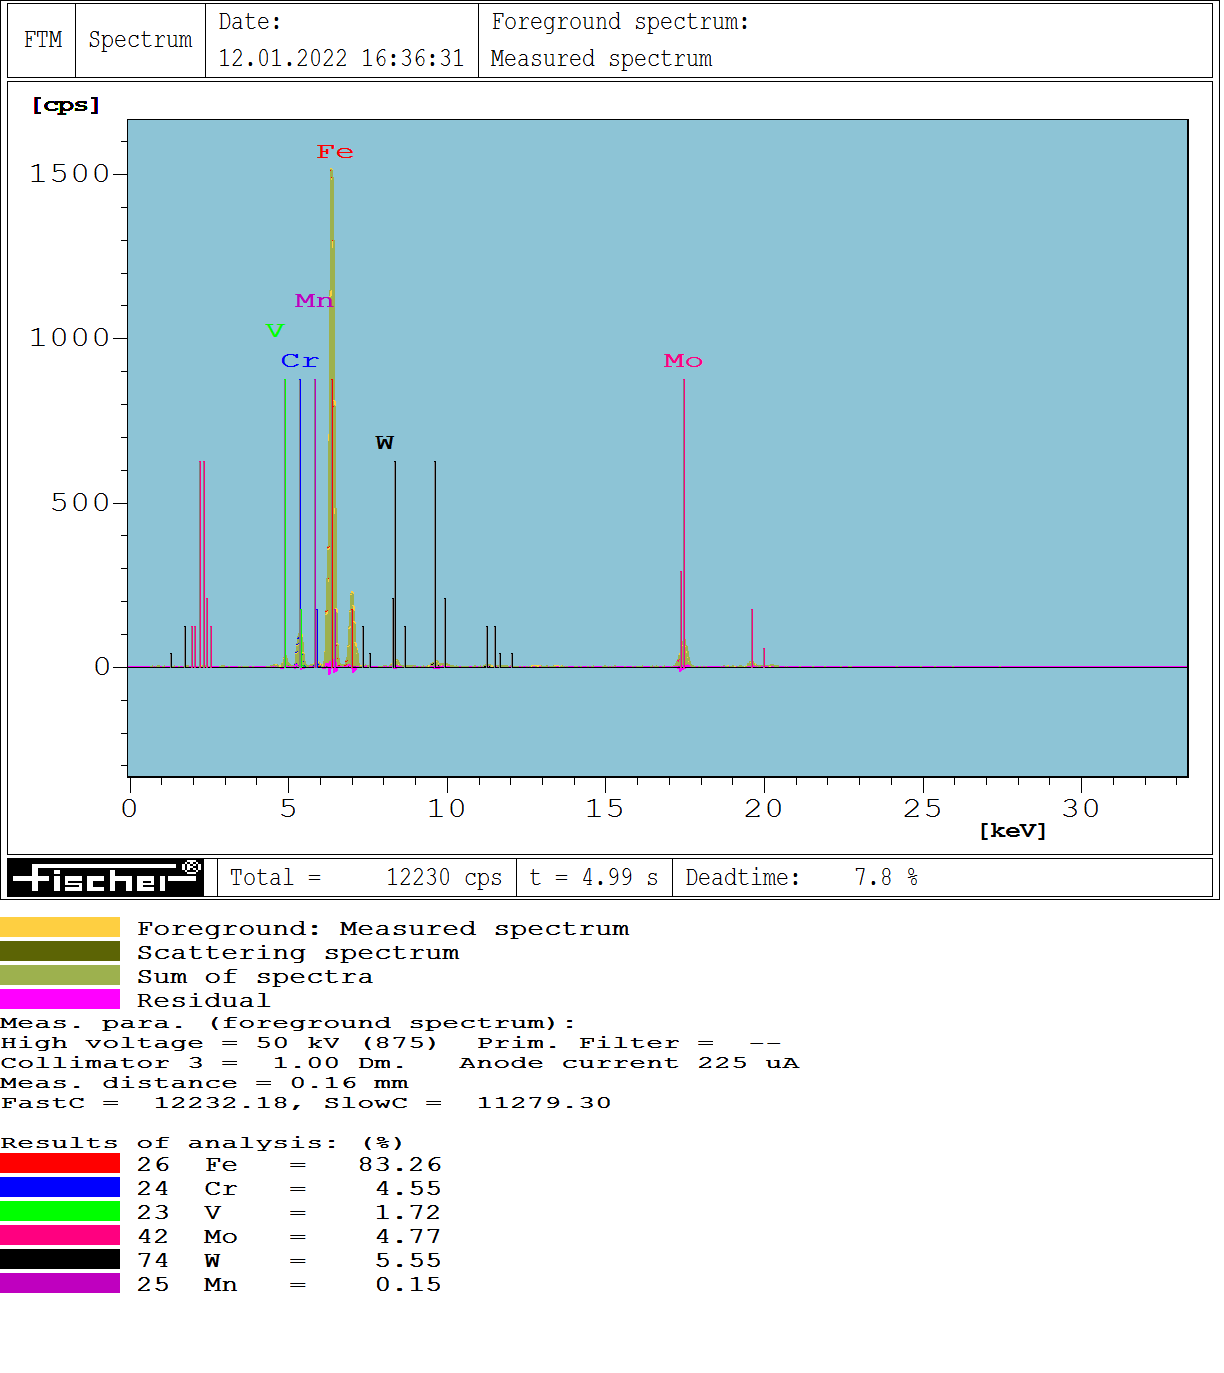 FTM Spectrum Date: Foreground spectrum:
12.01.2022 16:36:31 Measured spectrum
[cps]
Fe
1500
Mn
V
1000
Cr
Mo
W
500
0
0 5 10 15 20 25 30
[keV]
Fischer® Total = 12230 cps t = 4.99 s Deadtime: 7.8 %
Foreground: Measured spectrum
Scattering spectrum
Sum of spectra
Residual
Meas. para. (foreground spectrum):
High voltage = 50 kV (875) Prim. Filter = --
Collimator 3 = 1.00 Dm. Anode current 225 uA
Meas. distance = 0.16 mm
FastC = 12232.18, SlowC = 11279.30
Results of analysis: (%)
26 Fe = 83.26
24 Cr = 4.55
23 V = 1.72
42 Mo = 4.77
74 W = 5.55
25 Mn = 0.15